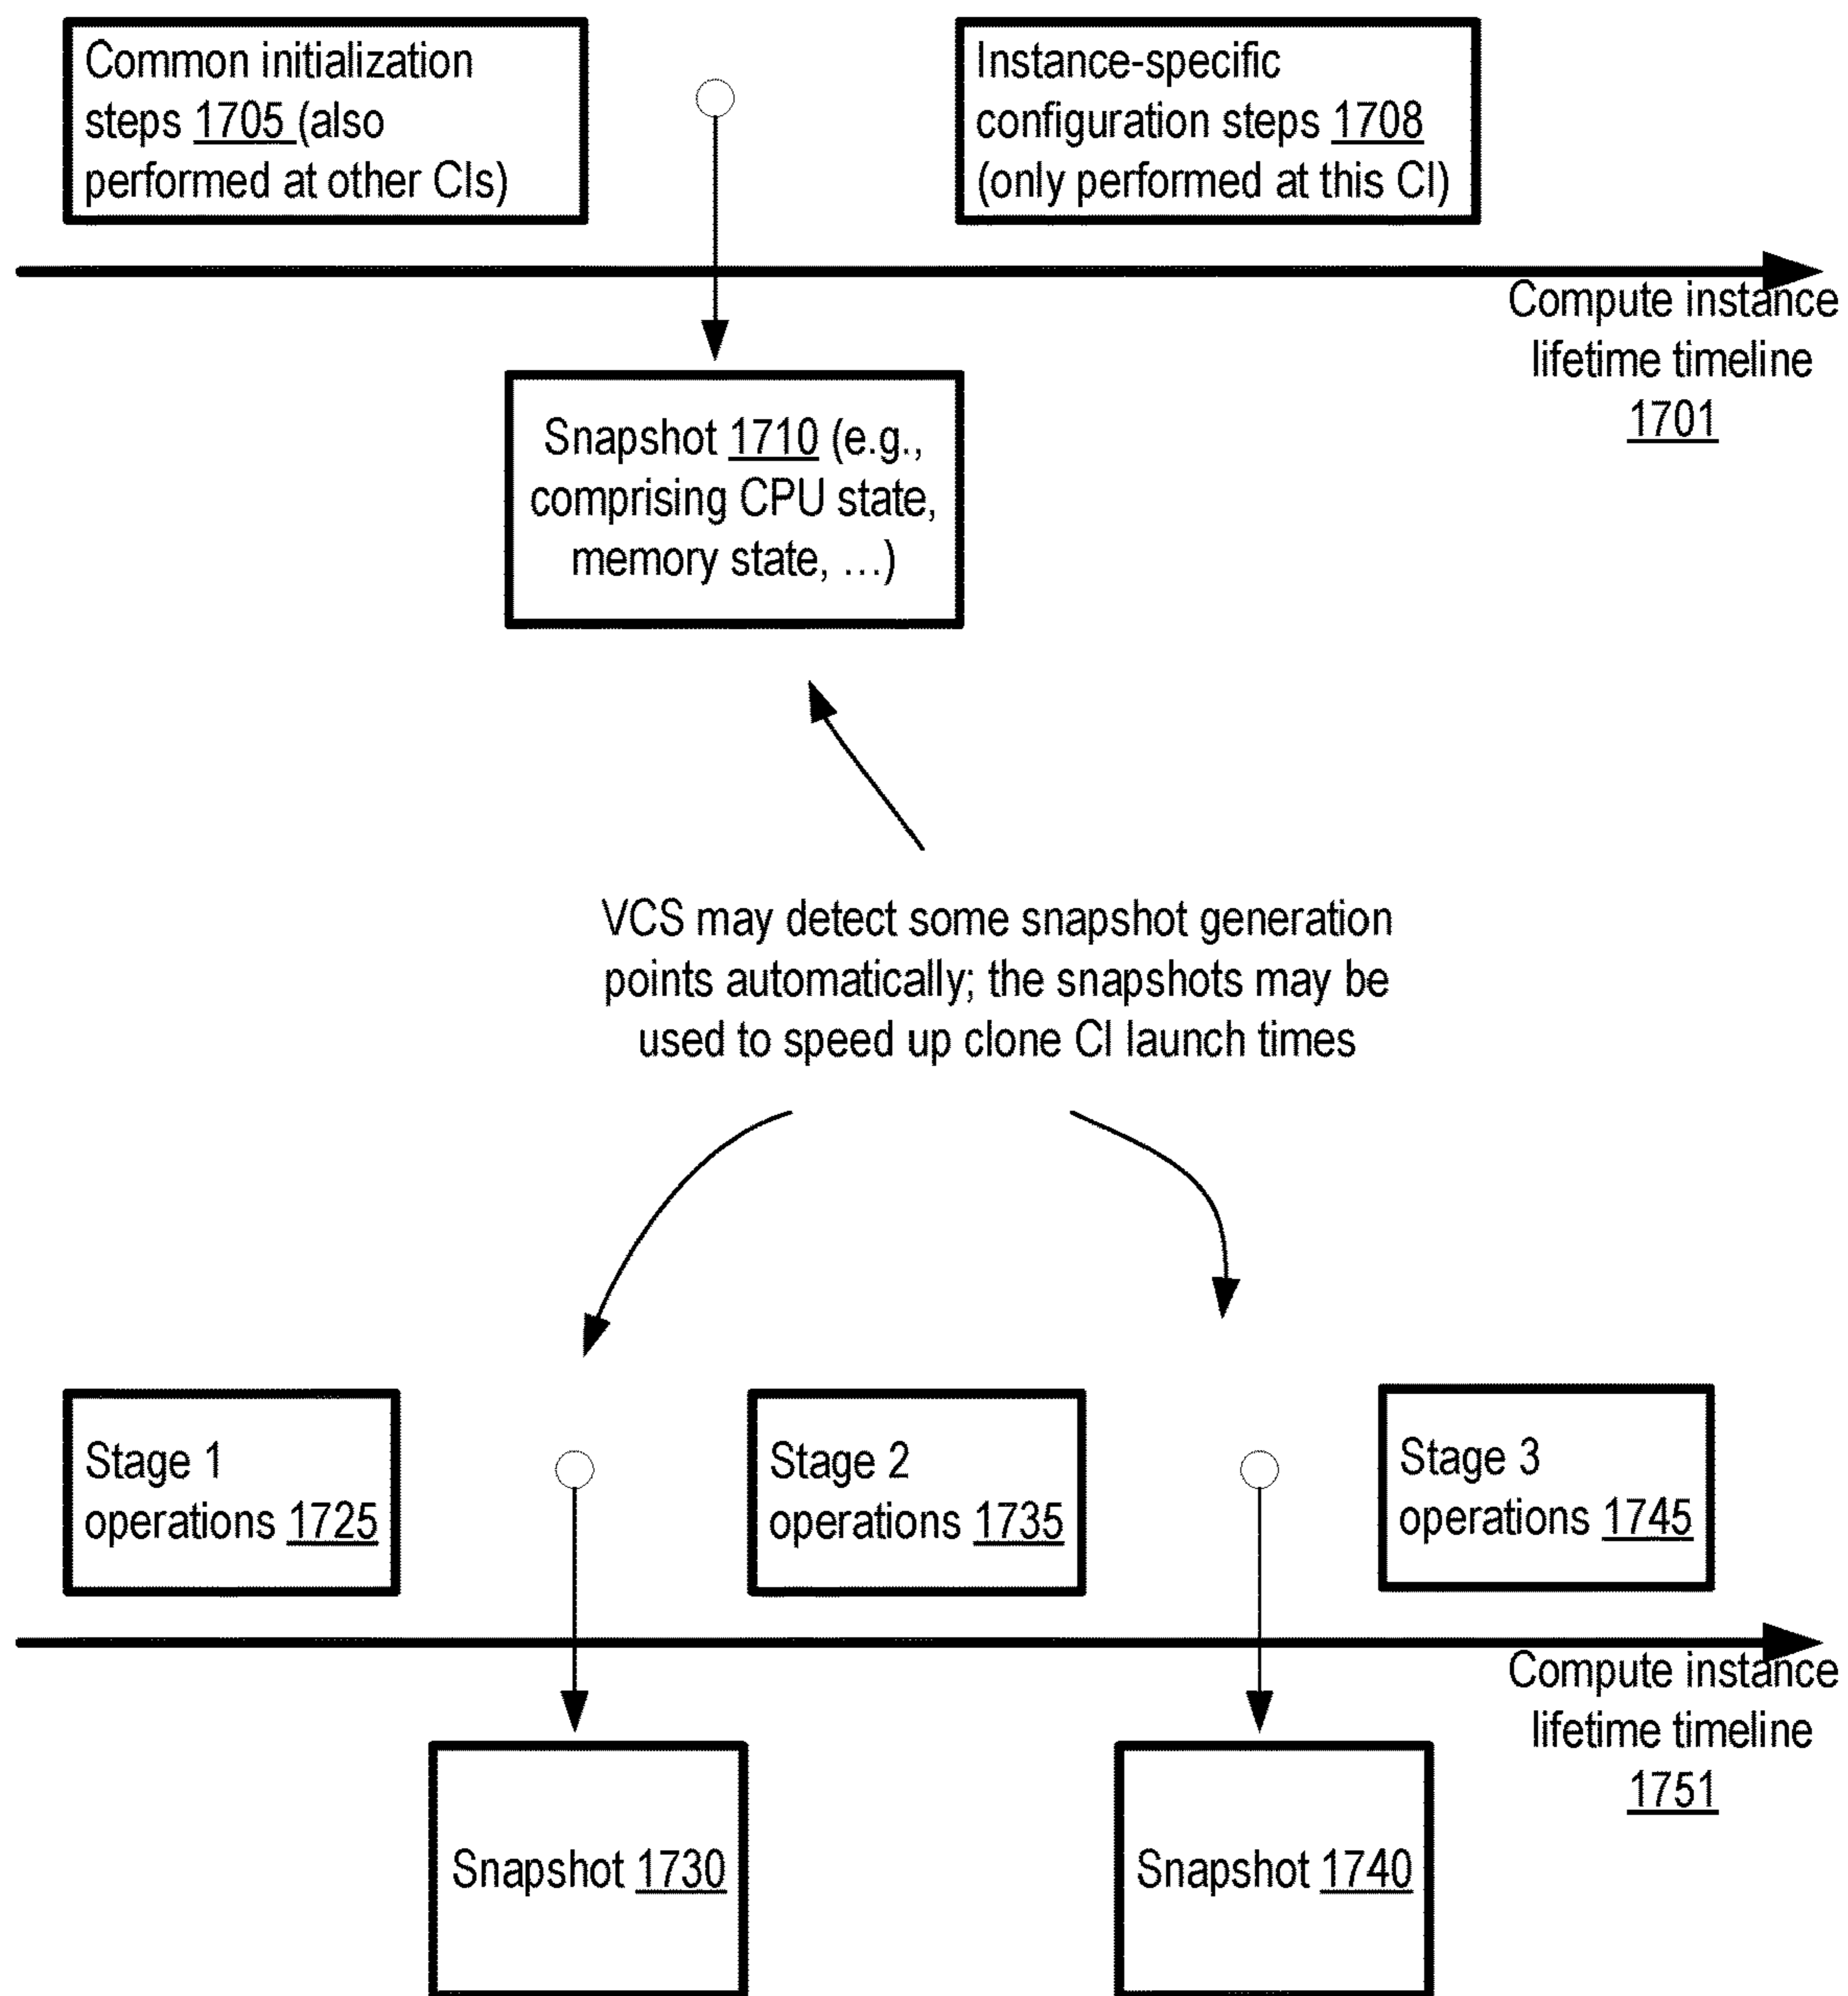 Common initialization
steps 1705 (also
performed at other CIs)
Instance-specific
configuration steps 1708
(only performed at this CI)
Compute instance
lifetime timeline
1701
Snapshot 1710 (e.g.,
comprising CPU state,
memory state, …)
VCS may detect some snapshot generation
points automatically; the snapshots may be
used to speed up clone CI launch times
Stage 1
operations 1725
Stage 2
operations 1735
Stage 3
operations 1745
Compute instance
lifetime timeline
1751
Snapshot 1730
Snapshot 1740